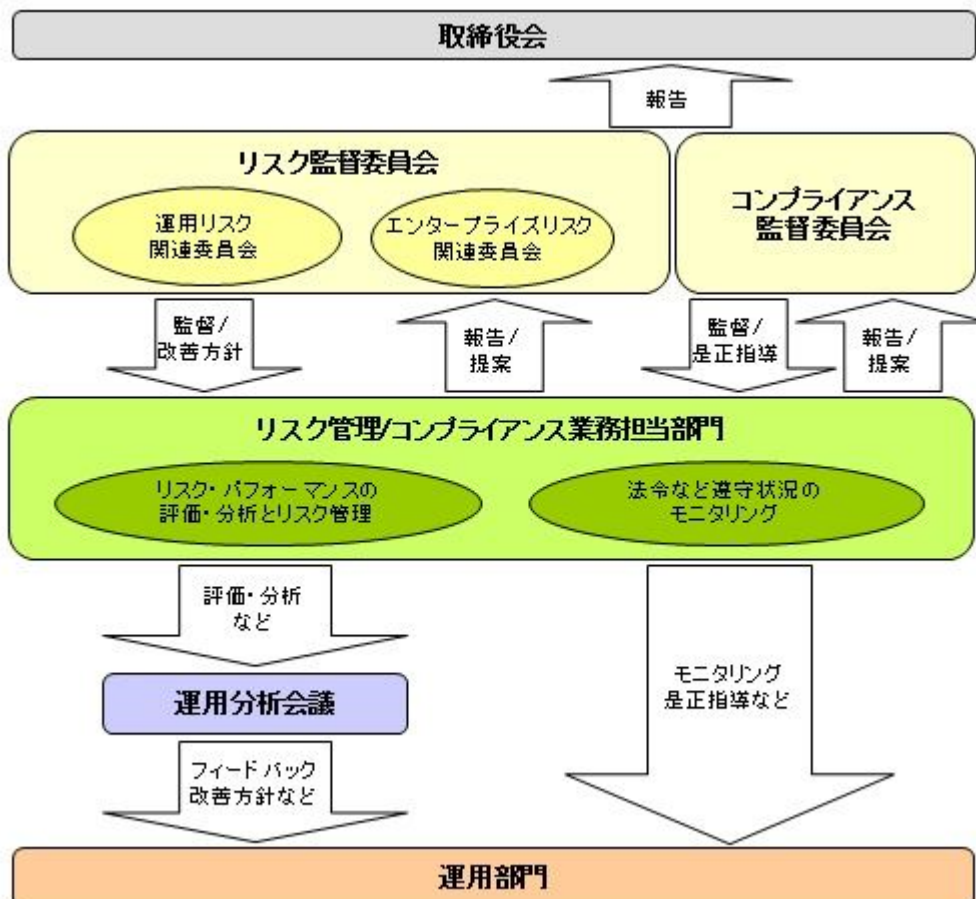 取締役会
報告
リスク監督委員会
運用リスク
関連委員会
エンタープライズリスク
関連委員会
コンプライアンス
監督委員会
監督/
改善方針
報告/
提案
監督/
是正指導
報告/
提案
リスク管理/コンプライアンス業務担当部門
リスク・パフォーマンスの
評価・分析とリスク管理
法令など遵守状況の
モニタリング
評価・分析
など
運用分析会議
モニタリング
是正指導など
フィードバック
改善方針など
運用部門